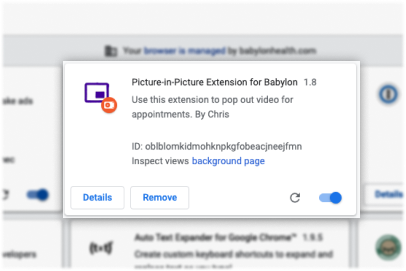 Your browser is managed by babylonhealth.com
ake ads
Picture-in-Picture Extension for Babylon 1.8
Use this extension to pop out video for
appointments. By Chris
ID: oblblomkidmohknpkgfobeacjneejfmn
Inspect views background page
Details
Remove
Details
Auto Text Expander for Google Chrome™ 1.9.5
Create custom keyboard shortcuts to expand and